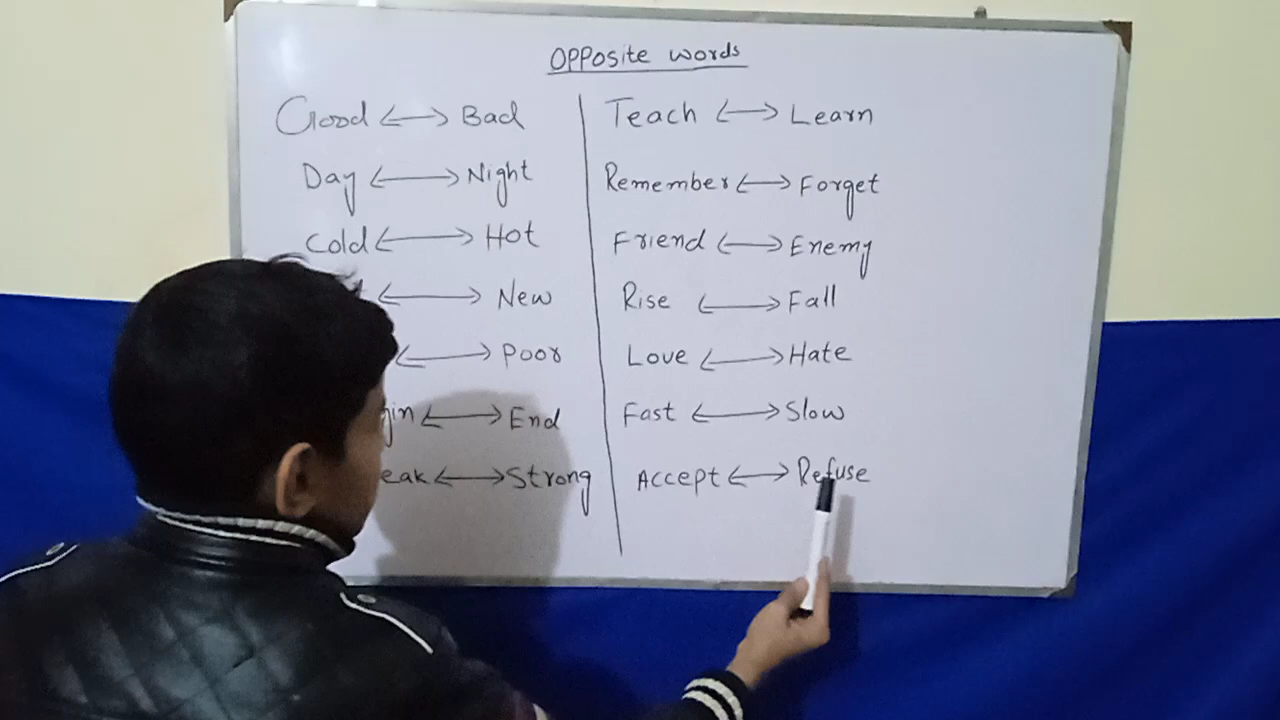 OPPosite words
Good <-> Bad
Day <-> Night
Cold <-> Hot
<-> New
<-> Poor
gin <-> End
eak <-> Strong
Teach <-> Learn
Remember <-> Forget
Friend <-> Enemy
Rise <-> Fall
Love <-> Hate
Fast <-> Slow
Accept <-> Refuse